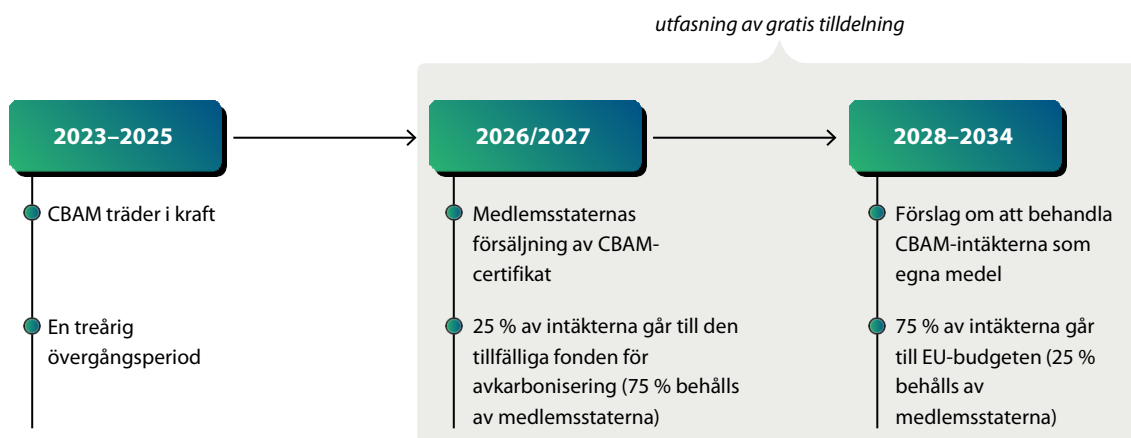 utfasning av gratis tilldelning
2023–2025
CBAM träder i kraft
En treårig
övergångsperiod
2026/2027
Medlemsstaternas
försäljning av CBAM-
certifikat
25 % av intäkterna går till den
tillfälliga fonden för
avkarbonisering (75 % behålls
av medlemsstaterna)
2028–2034
Förslag om att behandla
CBAM-intäkterna som
egna medel
75 % av intäkterna går
till EU-budgeten (25 %
behålls av
medlemsstaterna)